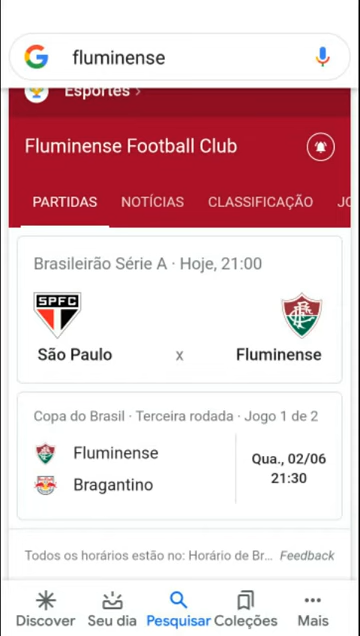 fluminense
Esportes >
Fluminense Football Club
PARTIDAS NOTÍCIAS CLASSIFICAÇÃO JO
Brasileirão Série A · Hoje, 21:00
SPFC
São Paulo x Fluminense
Copa do Brasil · Terceira rodada · Jogo 1 de 2
Fluminense
Bragantino
Qua., 02/06
21:30
Todos os horários estão no: Horário de Br... Feedback
Discover Seu dia Pesquisar Coleções Mais